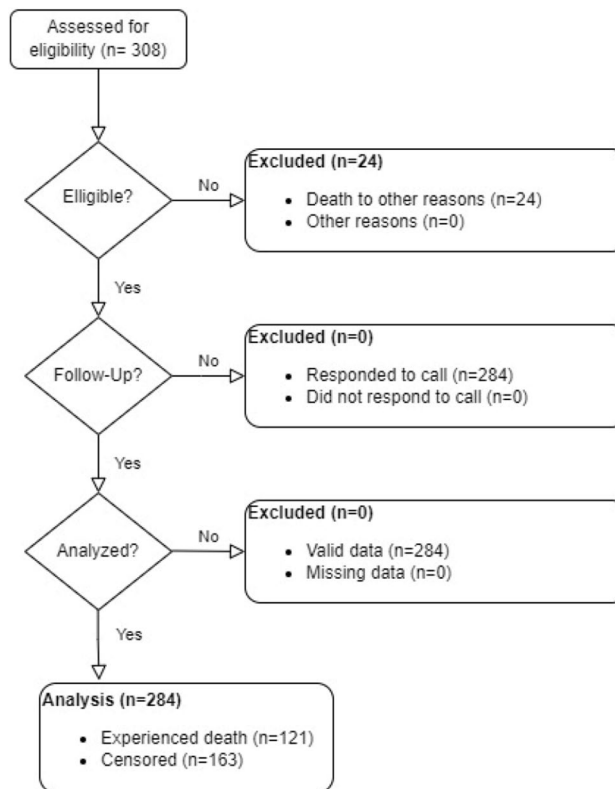 Assessed for
eligibility (n= 308)
Elligible?
No
Excluded (n=24)
• Death to other reasons (n=24)
• Other reasons (n=0)
Yes
Follow-Up?
No
Excluded (n=0)
• Responded to call (n=284)
• Did not respond to call (n=0)
Yes
Analyzed?
No
Excluded (n=0)
• Valid data (n=284)
• Missing data (n=0)
Yes
Analysis (n=284)
• Experienced death (n=121)
• Censored (n=163)